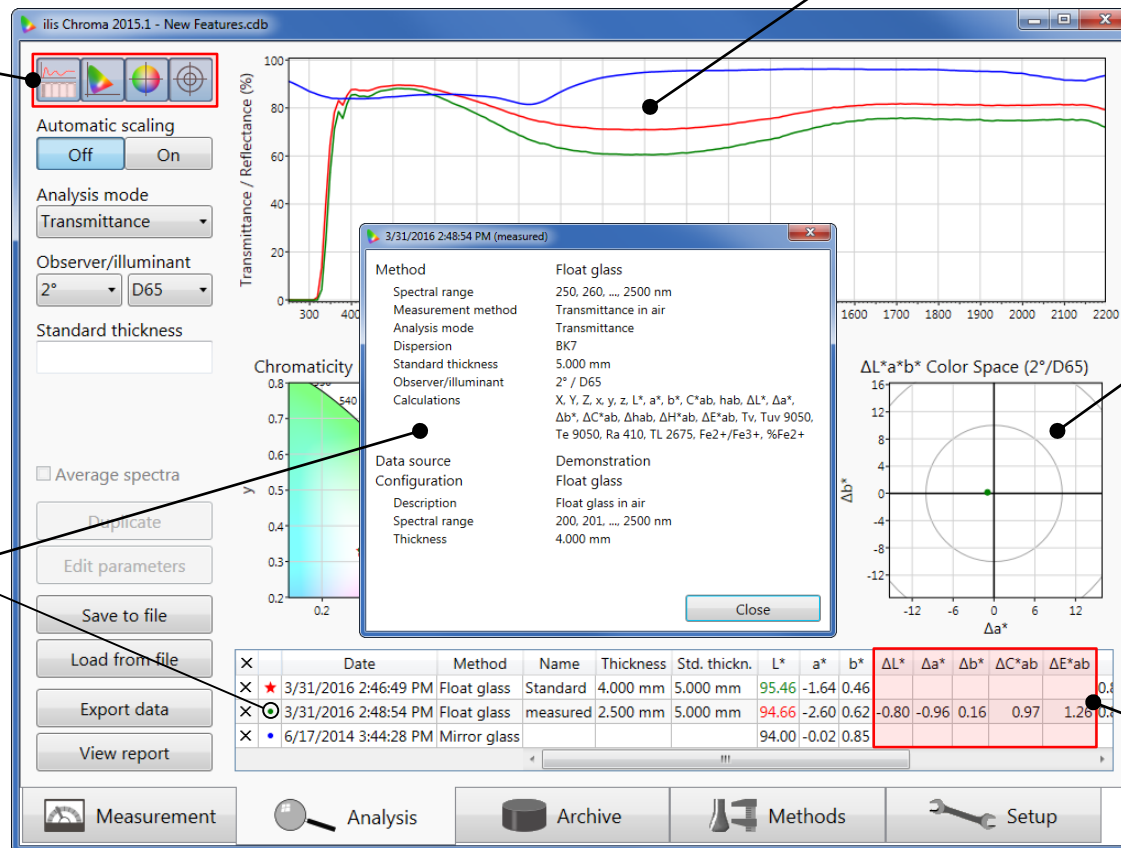 ilis Chroma 2015.1 - New Features.cdb
Automatic scaling
Off On
Analysis mode
Transmittance
Observer/illuminant
2° D65
Standard thickness
Average spectra
Duplicate
Edit parameters
Save to file
Load from file
Export data
View report
Transmittance / Reflectance (%)
100
80
60
40
20
0
300 400 1600 1700 1800 1900 2000 2100 2200
3/31/2016 2:48:54 PM (measured)
Method Float glass
Spectral range 250, 260, ..., 2500 nm
Measurement method Transmittance in air
Analysis mode Transmittance
Dispersion BK7
Standard thickness 5.000 mm
Observer/illuminant 2° / D65
Calculations X, Y, Z, x, y, z, L*, a*, b*, C*ab, hab, ΔL*, Δa*,
Δb*, ΔC*ab, Δhab, ΔH*ab, ΔE*ab, Tv, Tuv 9050,
Te 9050, Ra 410, TL 2675, Fe2+/Fe3+, %Fe2+
Data source Demonstration
Configuration Float glass
Description Float glass in air
Spectral range 200, 201, ..., 2500 nm
Thickness 4.000 mm
Close
Chromaticity
y
0.8
0.7
0.6
0.5
0.4
0.3
0.2
0.2
540
ΔL*a*b* Color Space (2°/D65)
Δb*
16
12
8
4
0
-4
-8
-12
-12 -6 0 6 12
Δa*
X Date Method Name Thickness Std. thickn. L* a* b* ΔL* Δa* Δb* ΔC*ab ΔE*ab
X 3/31/2016 2:46:49 PM Float glass Standard 4.000 mm 5.000 mm 95.46 -1.64 0.46
X 3/31/2016 2:48:54 PM Float glass measured 2.500 mm 5.000 mm 94.66 -2.60 0.62 -0.80 -0.96 0.16 0.97 1.26
X 6/17/2014 3:44:28 PM Mirror glass 94.00 -0.02 0.85
Measurement Analysis Archive Methods Setup